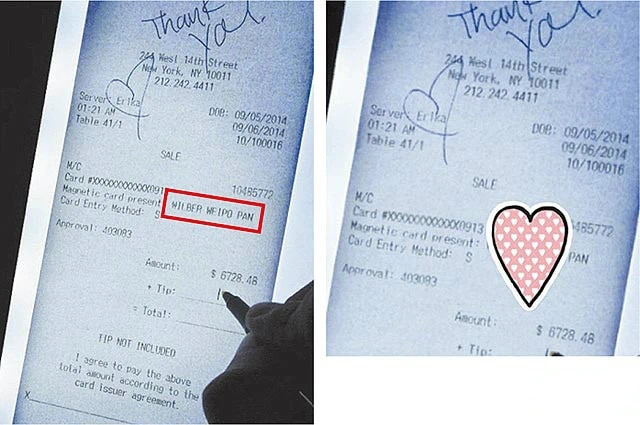 Thank
You!
244 West 14th Street
New York, NY 10011
212.242.4411
Server: Erika DOB: 09/05/2014
01:21 AM 09/06/2014
Table 41/1 10/100016
SALE
M/C 10485772
Card #XXXXXXXXXXXX091
Magnetic card present: WILBER WEIPO PAN
Card Entry Method: S
Approval: 403083
Amount: $ 6728.48
+ Tip:
= Total:
TIP NOT INCLUDED
I agree to pay the above
total amount according to the
card issuer agreement.
X
Thank
You!
244 West 14th Street
New York, NY 10011
212.242.4411
Server: Erika DOB: 09/05/2014
01:21 AM 09/06/2014
Table 41/1 10/100016
SALE
M/C 485772
Card #XXXXXXXXXXXX0913
Magnetic card present: PAN
Card Entry Method: S
Approval: 403083
Amount: $ 6728.48
+ Tip: